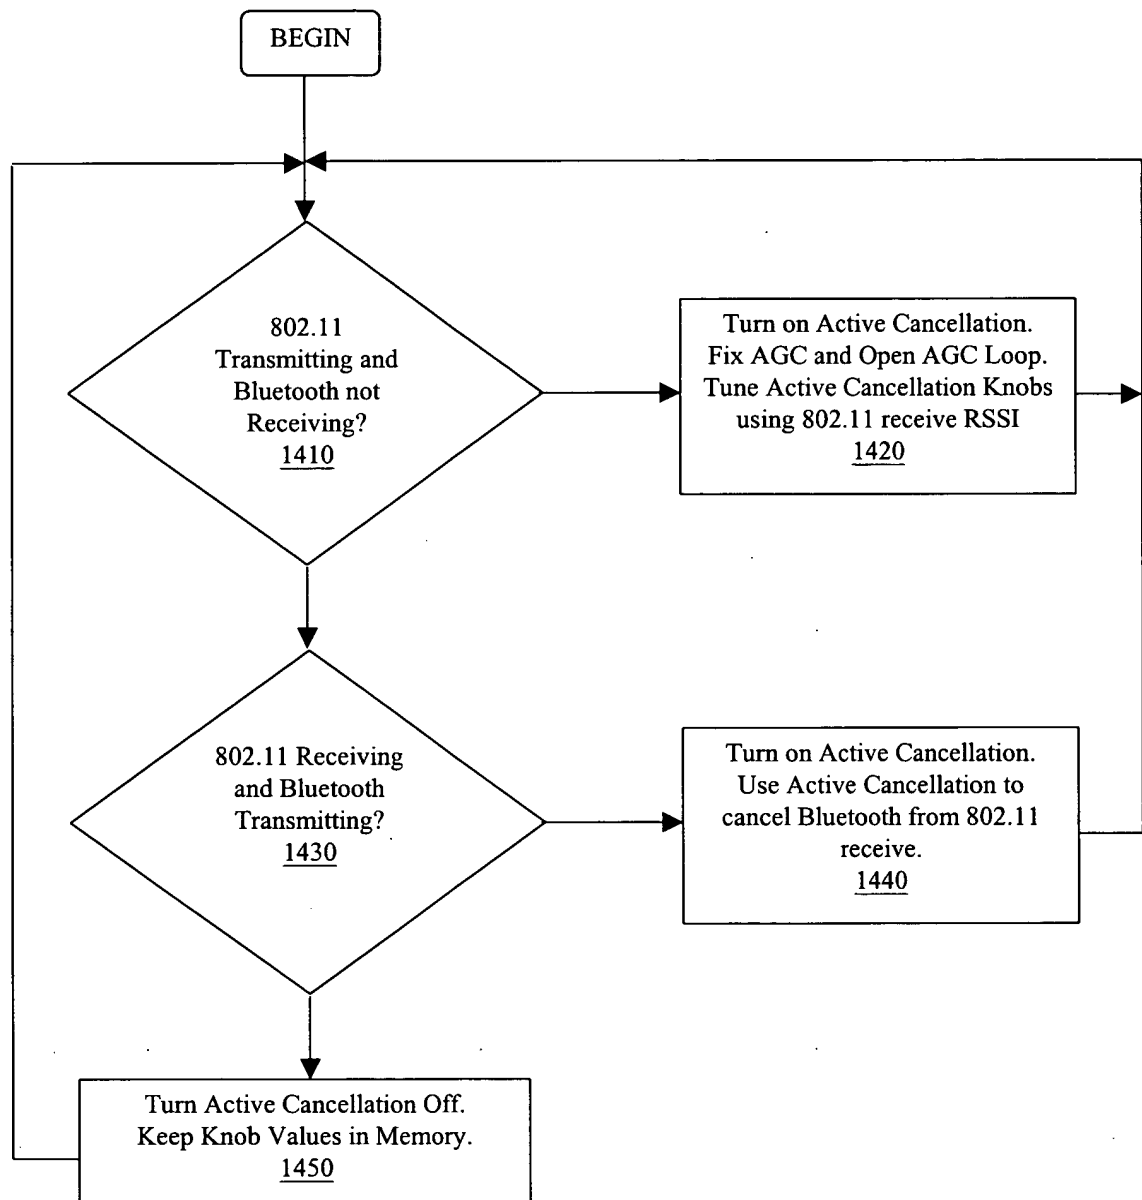 BEGIN
802.11
Transmitting and
Bluetooth not
Receiving?
1410
Turn on Active Cancellation.
Fix AGC and Open AGC Loop.
Tune Active Cancellation Knobs
using 802.11 receive RSSI
1420
802.11 Receiving
and Bluetooth
Transmitting?
1430
Turn on Active Cancellation.
Use Active Cancellation to
cancel Bluetooth from 802.11
receive.
1440
Turn Active Cancellation Off.
Keep Knob Values in Memory.
1450